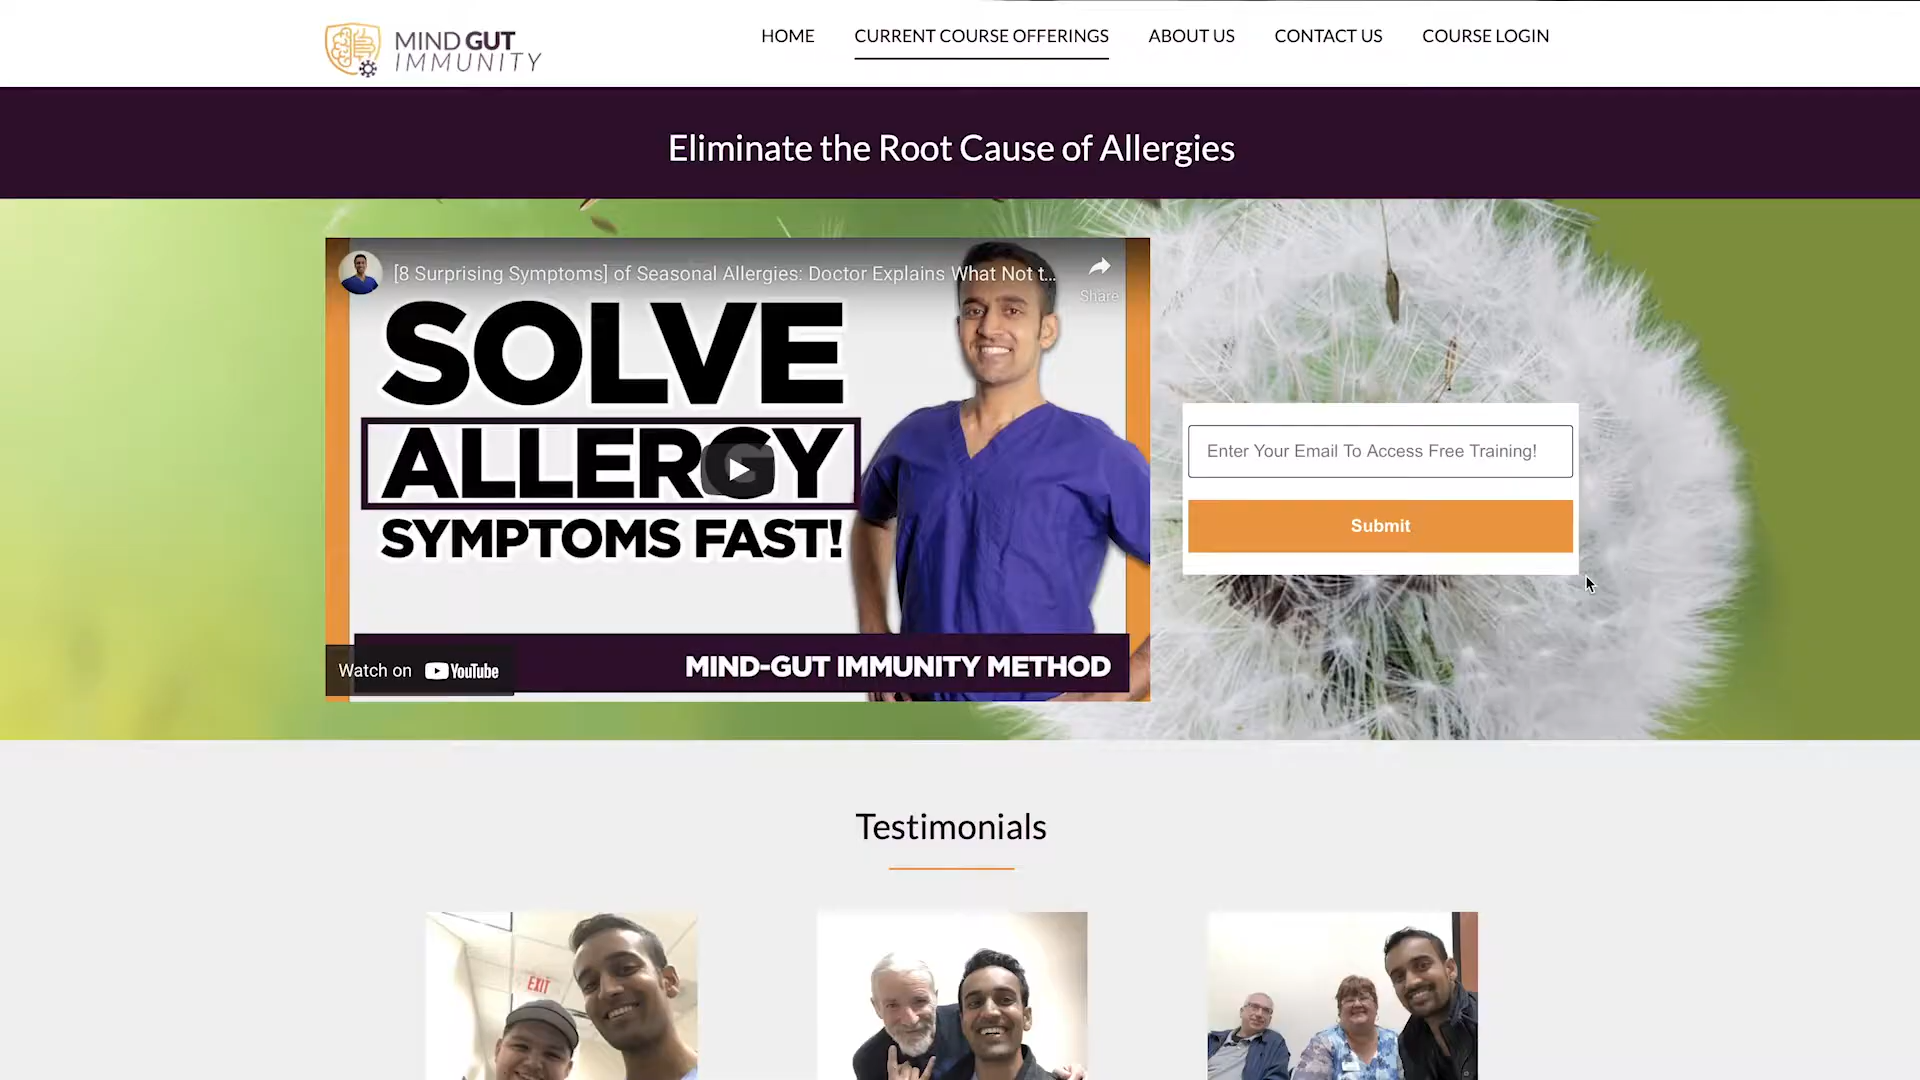 MIND GUT
IMMUNITY
HOME
CURRENT COURSE OFFERINGS
ABOUT US
CONTACT US
COURSE LOGIN
Eliminate the Root Cause of Allergies
[8 Surprising Symptoms] of Seasonal Allergies: Doctor Explains What Not t...
Share
SOLVE
ALLERGY
SYMPTOMS FAST!
MIND-GUT IMMUNITY METHOD
Watch on YouTube
Enter Your Email To Access Free Training!
Submit
Testimonials
EXIT